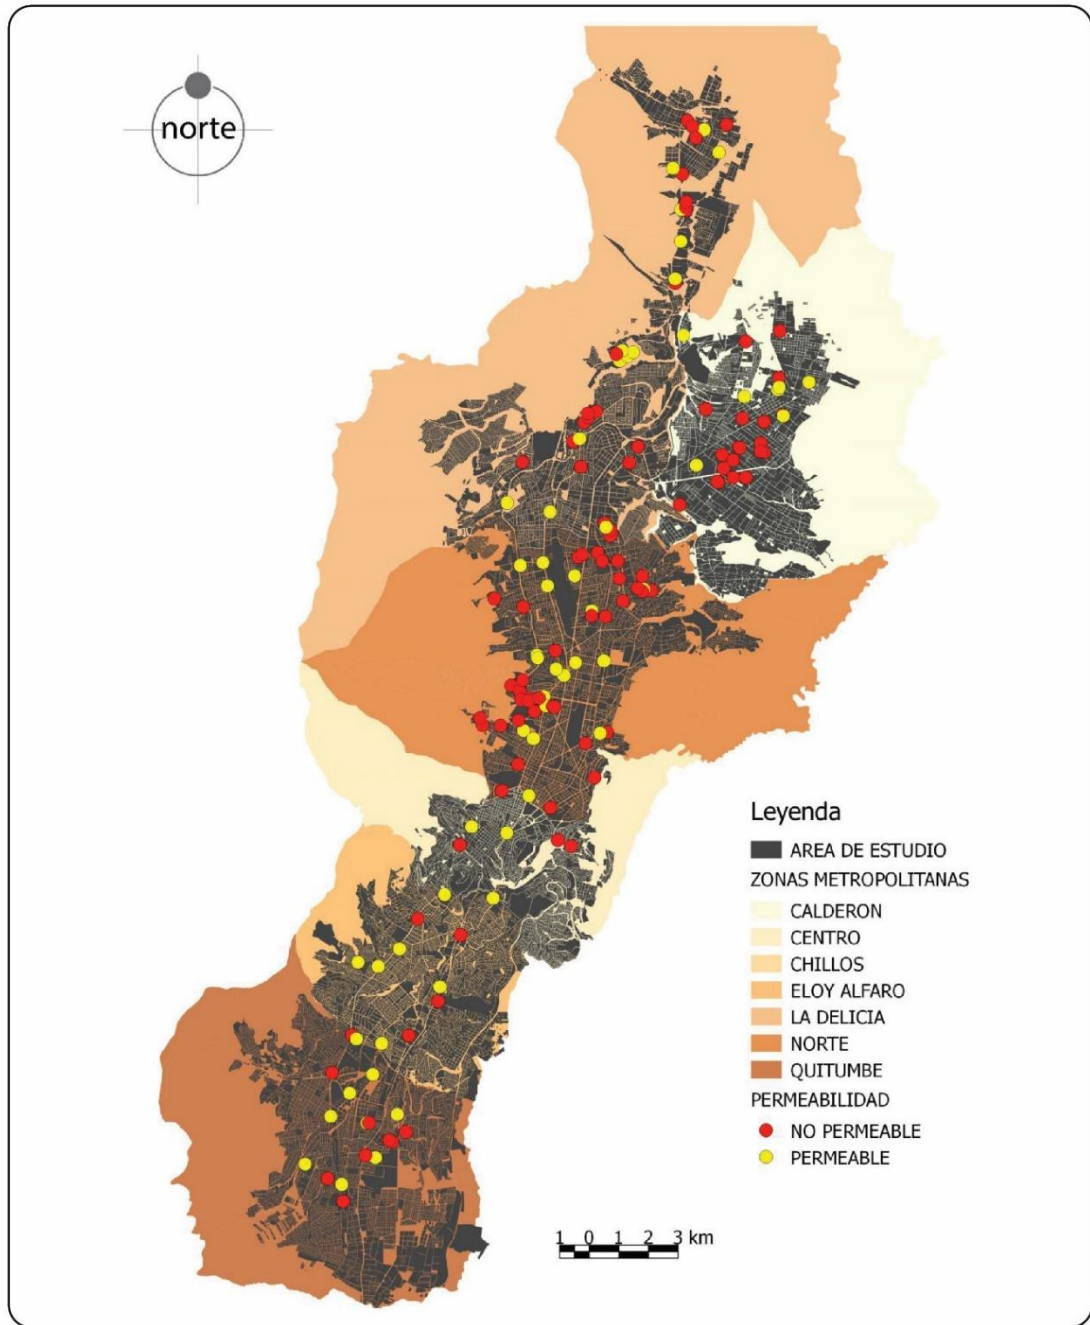 norte
Leyenda
AREA DE ESTUDIO
ZONAS METROPOLITANAS
CALDERON
CENTRO
CHILLOS
ELOY ALFARO
LA DELICIA
NORTE
QUITUMBE
PERMEABILIDAD
NO PERMEABLE
PERMEABLE
1 0 1 2 3 km